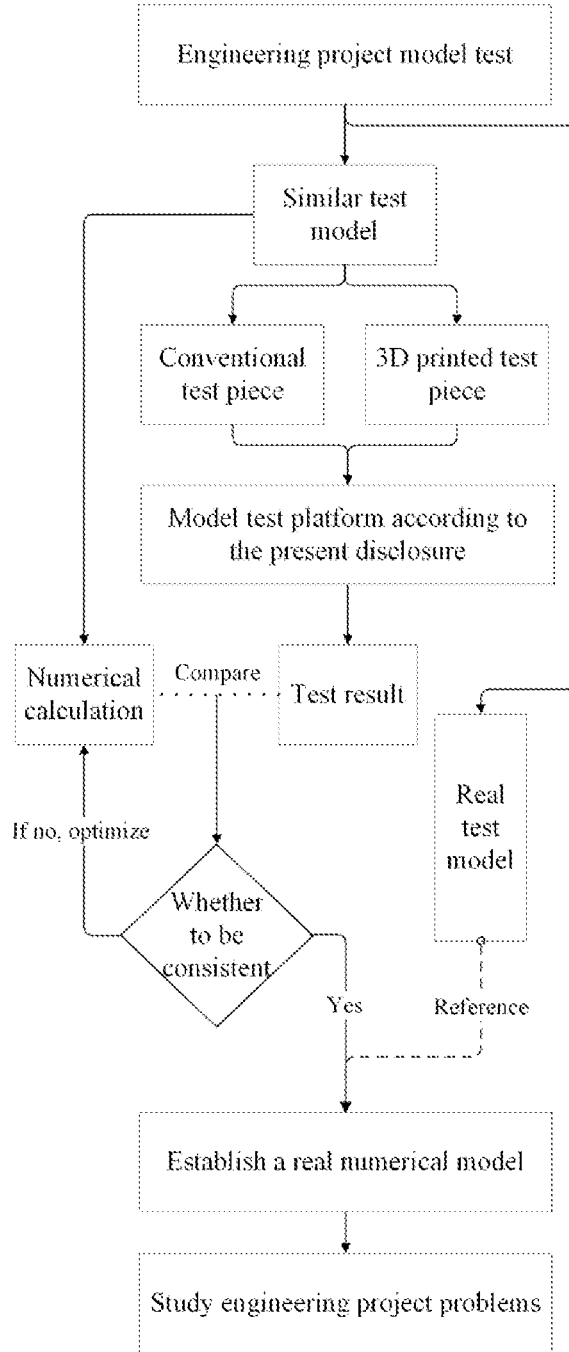 Engineering project model test
Similar test
model
Conventional
test piece
3D printed test
piece
Model test platform according to
the present disclosure
Numerical
calculation
Compare
Test result
Real
test
model
If no, optimize
Whether
to be
consistent
Yes
Reference
Establish a real numerical model
Study engineering project problems